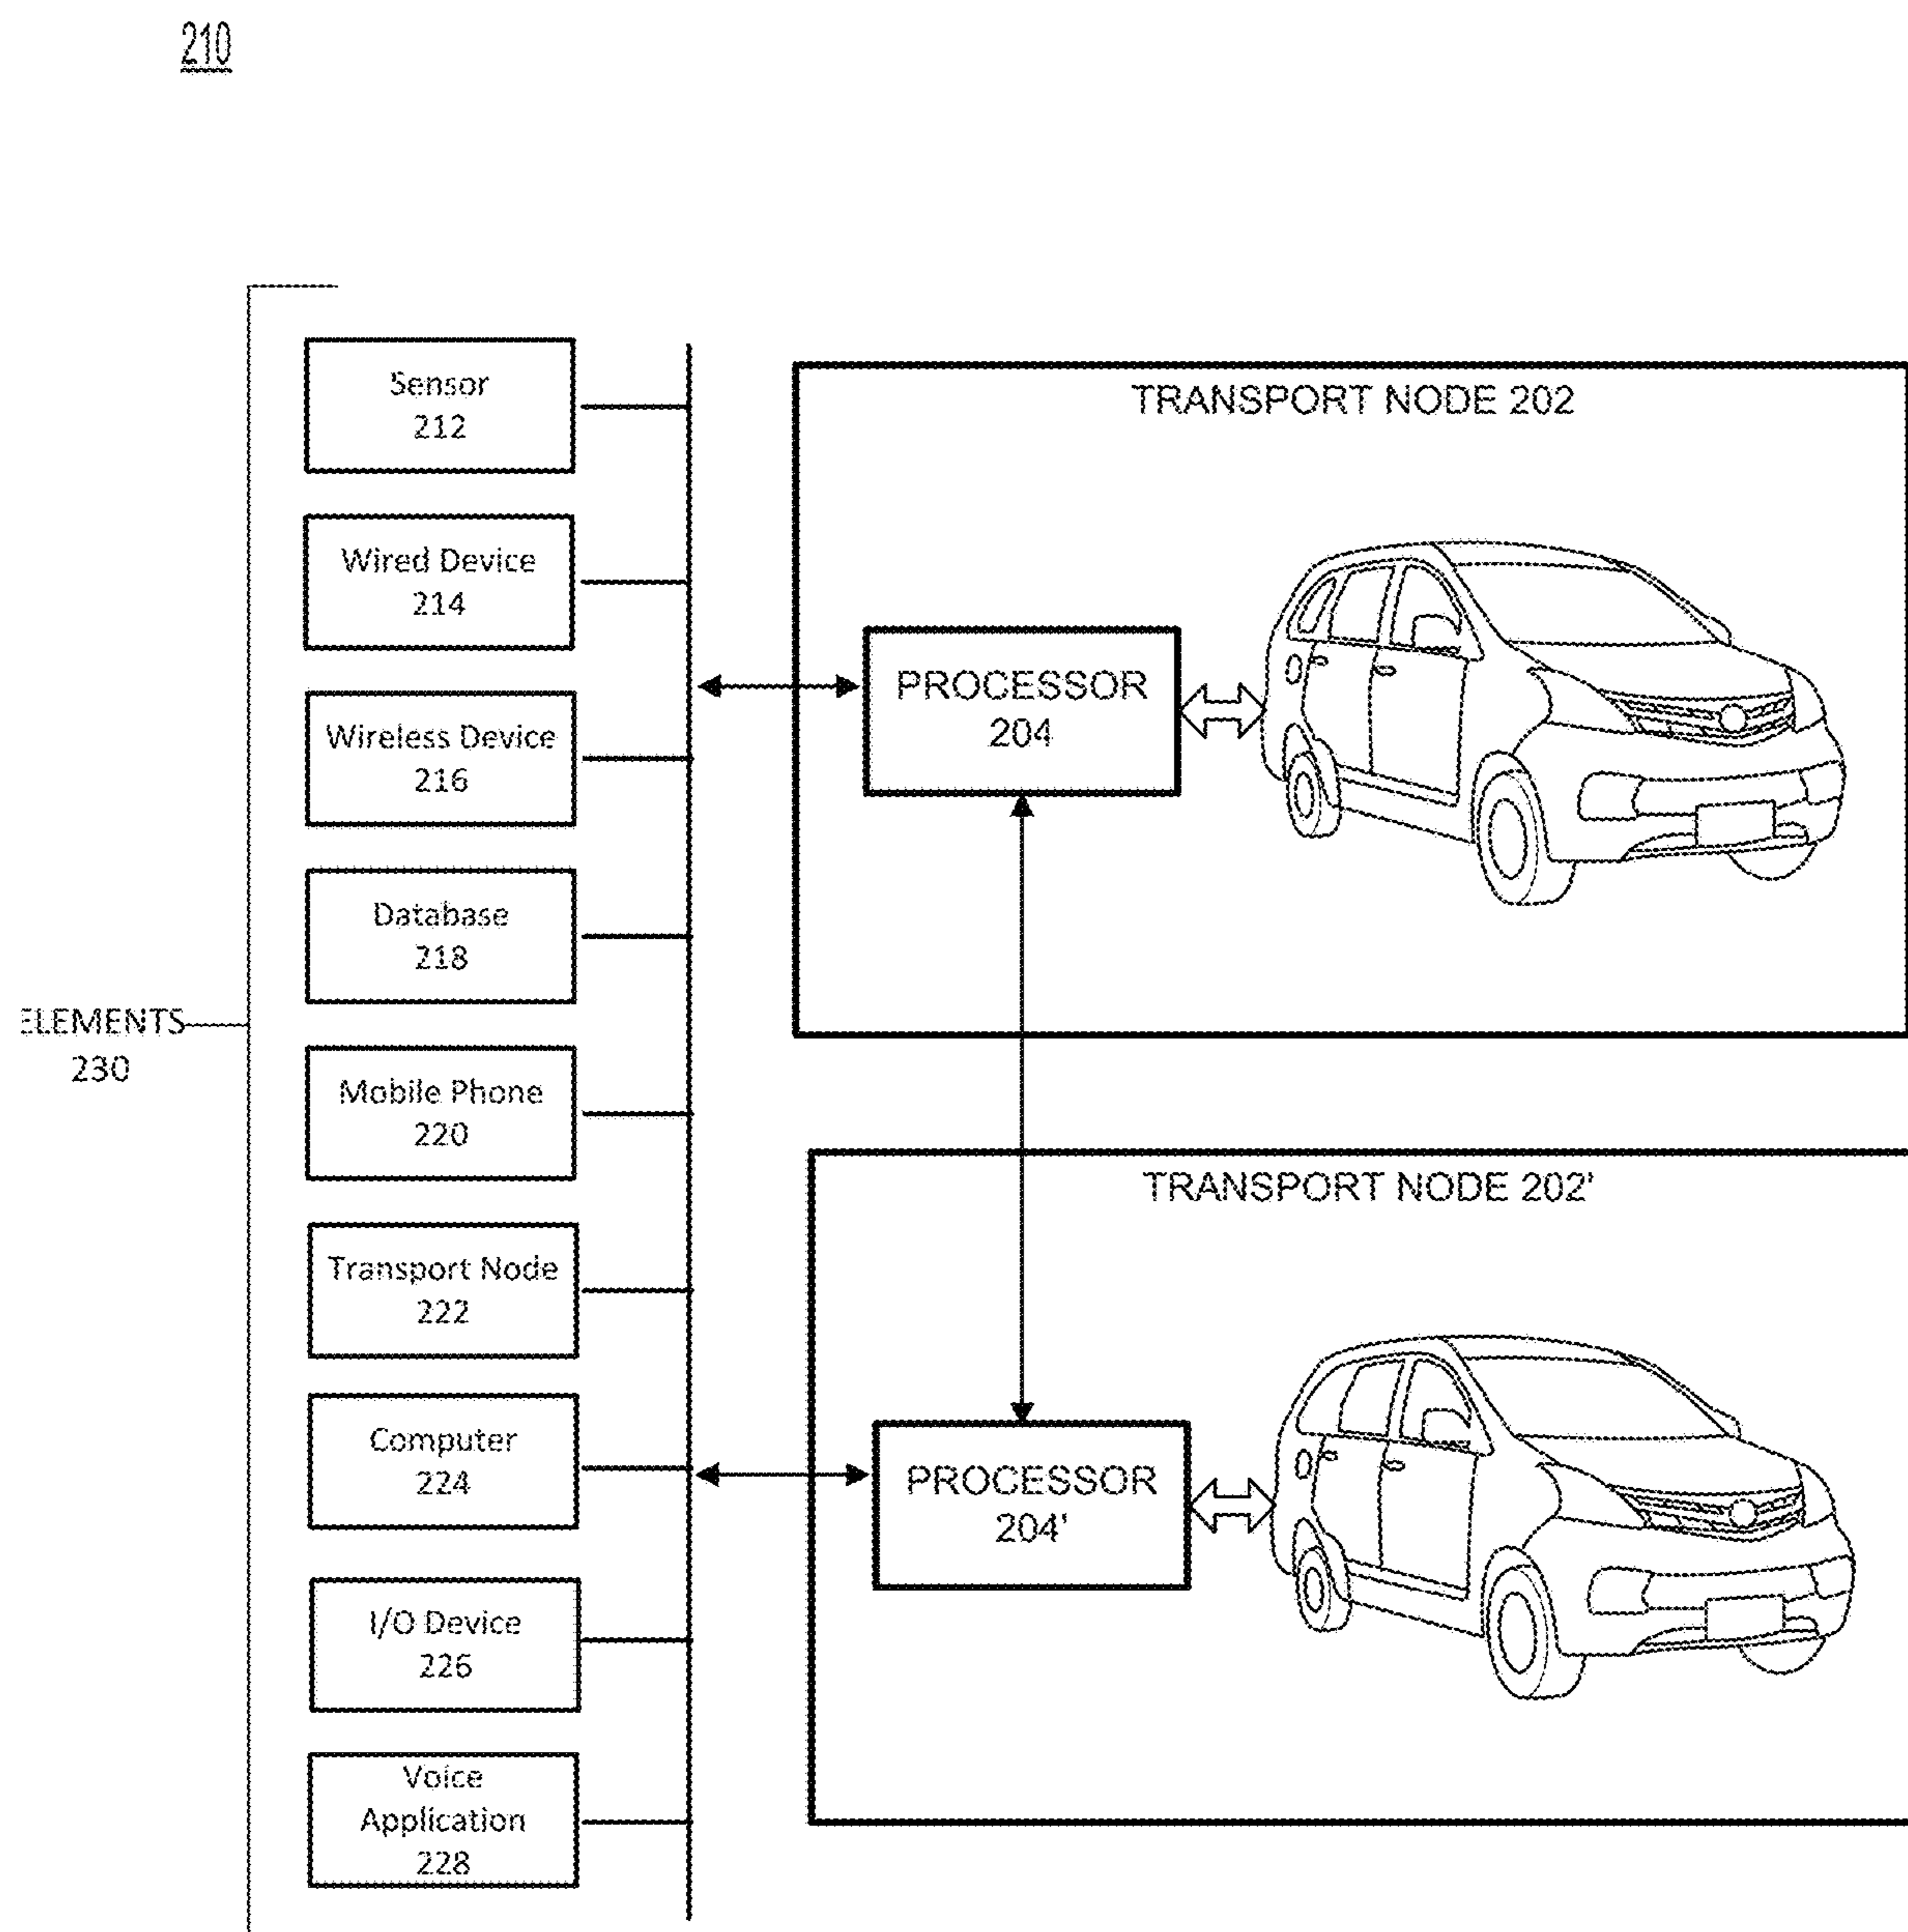 210
Sensor
212
Wired Device
214
Wireless Device
216
Database
218
ELEMENTS
230
Mobile Phone
220
Transport Node
222
Computer
224
I/O Device
226
Voice
Application
228
TRANSPORT NODE 202
PROCESSOR
204
TRANSPORT NODE 202'
PROCESSOR
204'